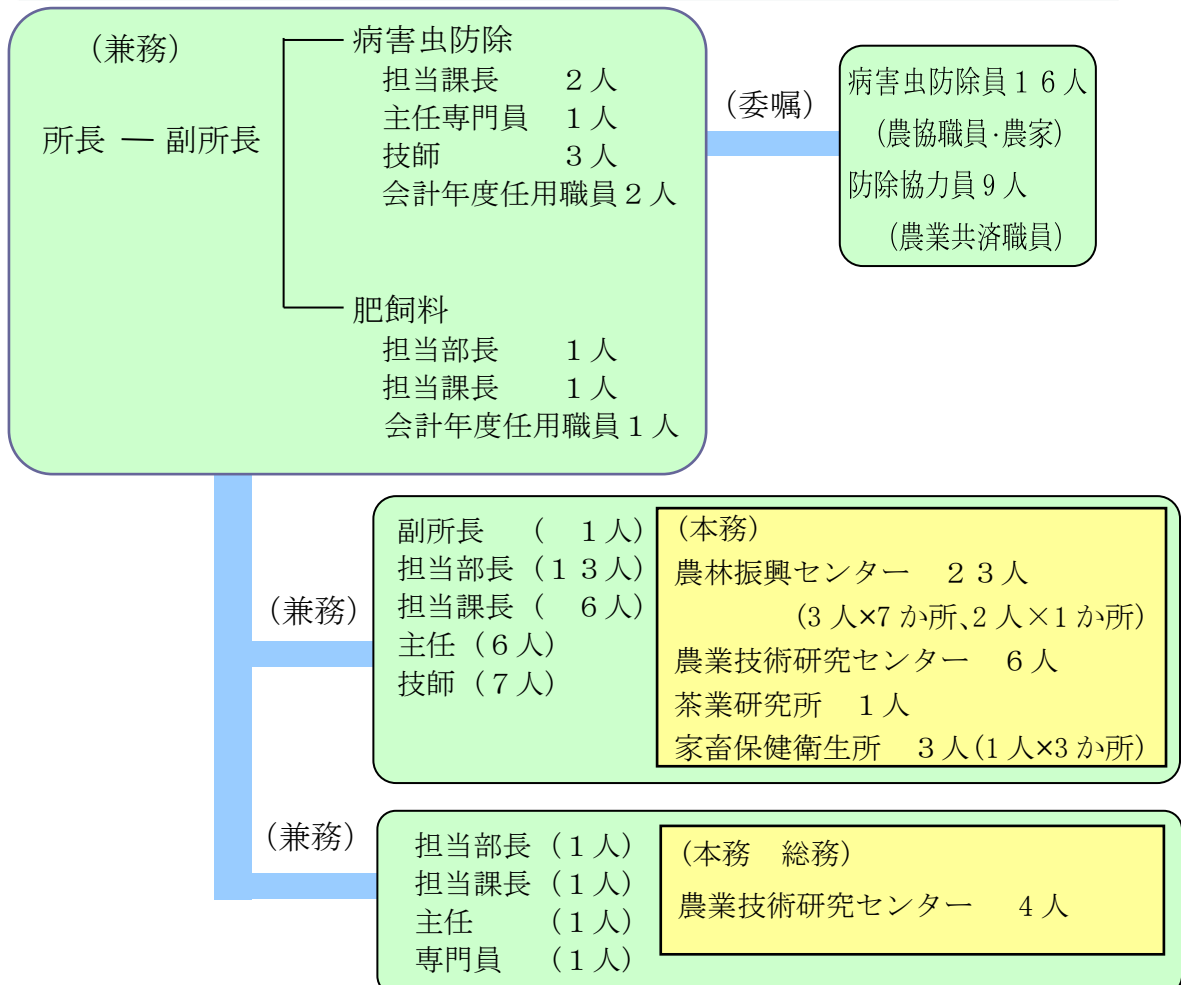 (兼務)
所長 ― 副所長
病害虫防除
担当課長　　２人
主任専門員　１人
技師　　　　３人
会計年度任用職員２人
肥飼料
担当部長　　１人
担当課長　　１人
会計年度任用職員１人
(委嘱)
病害虫防除員１６人
(農協職員･農家)
防除協力員９人
(農業共済職員)
(兼務)
副所長　（　１人）
担当部長（１３人）
担当課長（　６人）
主任（６人）
技師（７人）
(本務)
農林振興センター　２３人
(3人×7か所､2人×1か所)
農業技術研究センター　６人
茶業研究所　１人
家畜保健衛生所　３人(1人×3か所)
(兼務)
担当部長（１人）
担当課長（１人）
主任　　（１人）
専門員　（１人）
(本務　総務)
農業技術研究センター　４人